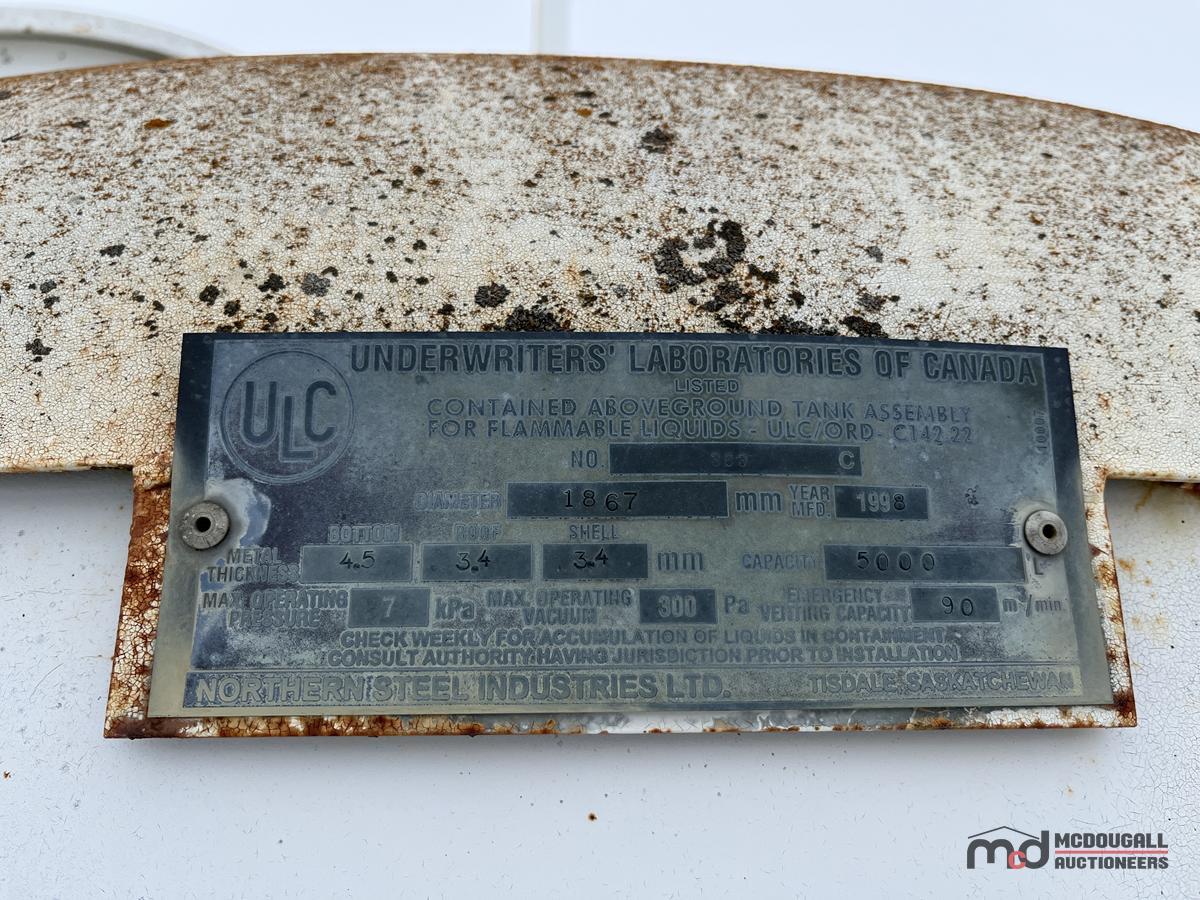 ULC
UNDERWRITERS' LABORATORIES OF CANADA
LISTED
CONTAINED ABOVEGROUND TANK ASSEMBLY
FOR FLAMMABLE LIQUIDS - ULC/ORD- C142.22
NO. C
DIAMETER 1867 mm YEAR MFD. 1998
BOTTOM ROOF SHELL
METAL THICKNESS 4.5 3.4 3.4 mm CAPACITY 5000 L
MAX. OPERATING PRESSURE 7 kPa MAX. OPERATING VACUUM 300 Pa EMERGENCY VENTING CAPACITY 90 m³/min.
CHECK WEEKLY FOR ACCUMULATION OF LIQUIDS IN CONTAINMENT
CONSULT AUTHORITY HAVING JURISDICTION PRIOR TO INSTALLATION
NORTHERN STEEL INDUSTRIES LTD. TISDALE, SASKATCHEWAN
mcd MCDOUGALL
AUCTIONEERS